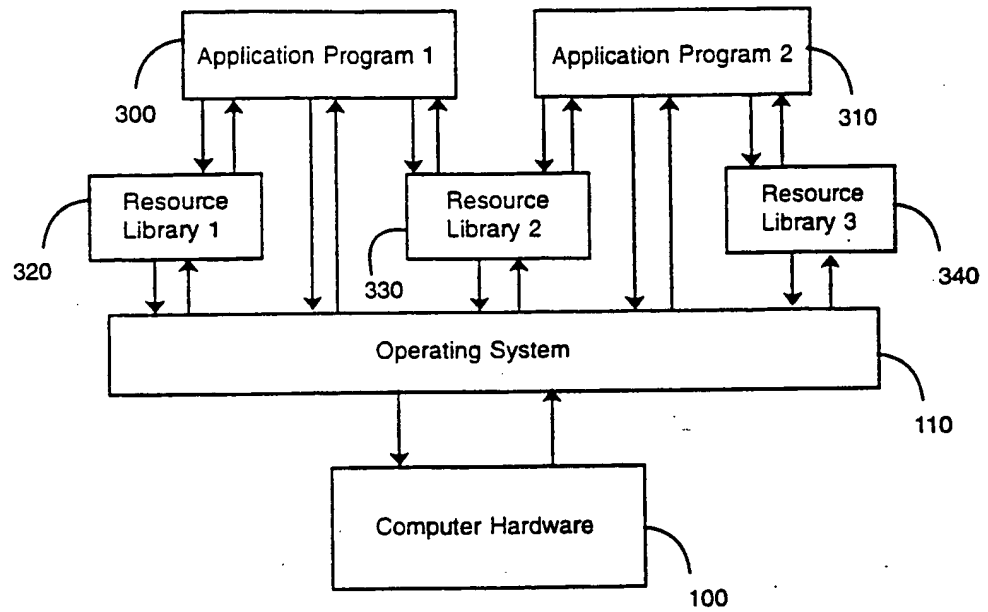 Application Program 1
Application Program 2
300
310
Resource
Library 1
Resource
Library 2
Resource
Library 3
320
330
340
Operating System
110
Computer Hardware
100